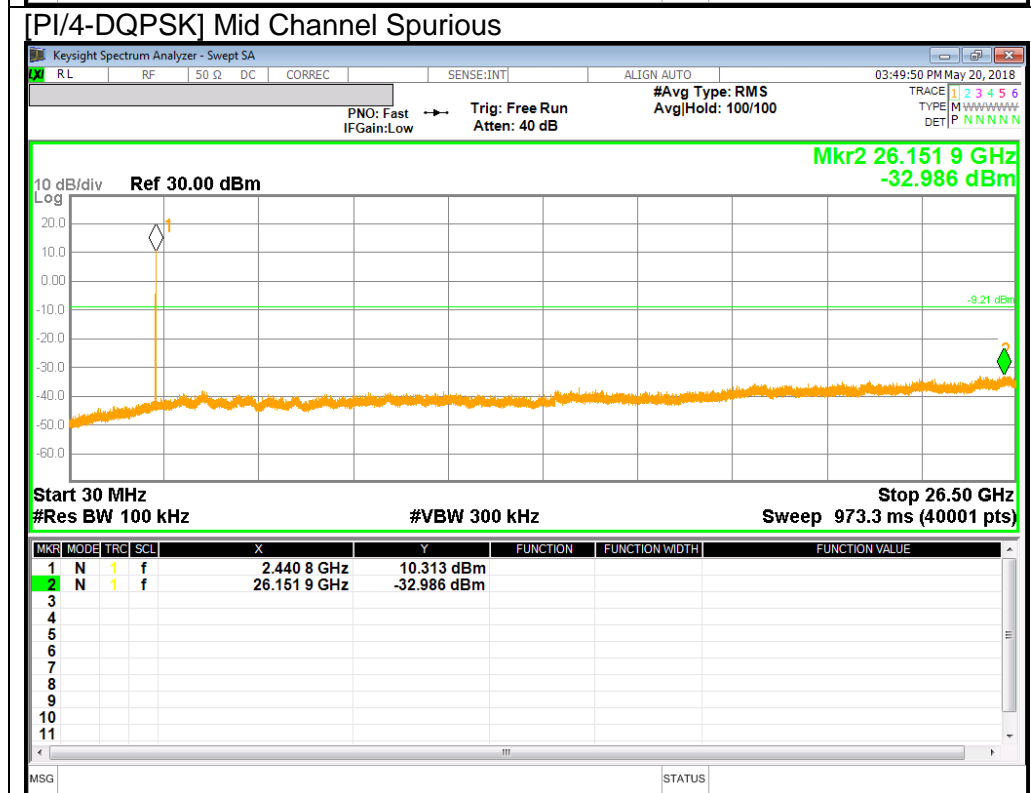 [PI/4-DQPSK] Mid Channel Spurious
Keysight Spectrum Analyzer - Swept SA
LXI RL RF 50 Ω DC CORREC SENSE:INT ALIGN AUTO 03:49:50 PM May 20, 2018
#Avg Type: RMS TRACE 1 2 3 4 5 6
PNO: Fast Trig: Free Run Avg|Hold: 100/100 TYPE M WWWWW
IFGain:Low Atten: 40 dB DET P N N N N N
Mkr2 26.151 9 GHz
-32.986 dBm
10 dB/div Ref 30.00 dBm
Log
20.0
1
10.0
0.00
-9.21 dBm
-10.0
-20.0
2
-30.0
-40.0
-50.0
-60.0
Start 30 MHz Stop 26.50 GHz
#Res BW 100 kHz #VBW 300 kHz Sweep 973.3 ms (40001 pts)
MKR MODE TRC SCL X Y FUNCTION FUNCTION WIDTH FUNCTION VALUE
1 N 1 f 2.440 8 GHz 10.313 dBm
2 N 1 f 26.151 9 GHz -32.986 dBm
3
4
5
6
7
8
9
10
11
MSG STATUS